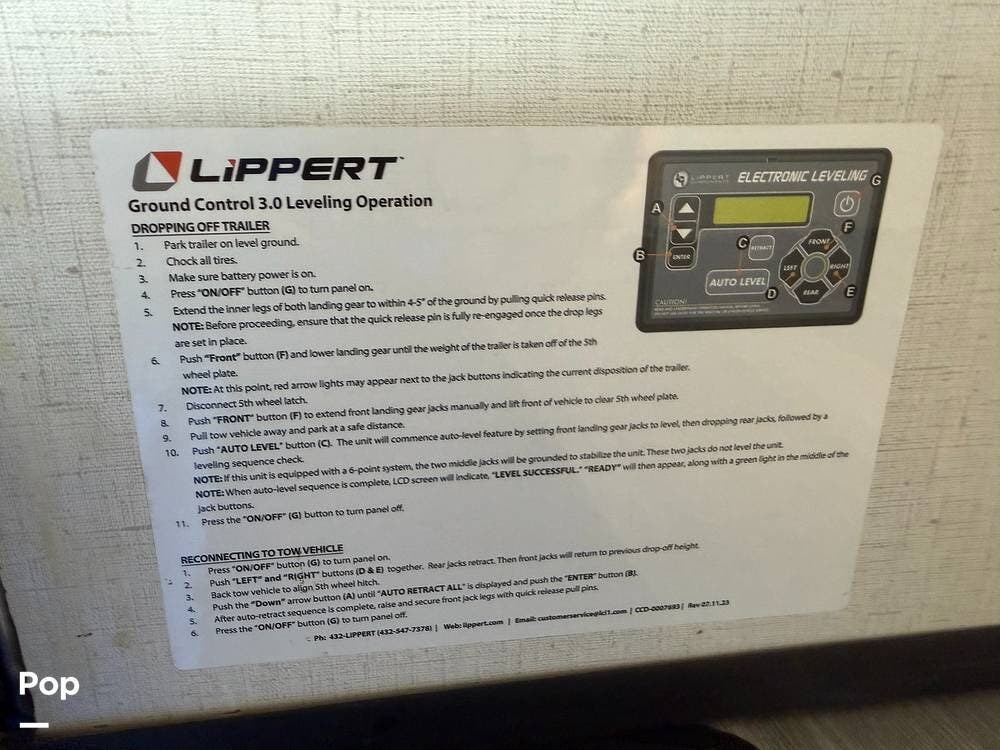 LiPPERT
Ground Control 3.0 Leveling Operation
DROPPING OFF TRAILER
1. Park trailer on level ground.
2. Chock all tires.
3. Make sure battery power is on.
4. Press "ON/OFF" button (G) to turn panel on.
5. Extend the inner legs of both landing gear to within 4-5" of the ground by pulling quick release pins.
NOTE: Before proceeding, ensure that the quick release pin is fully re-engaged once the drop legs
are set in place.
6. Push "Front" button (F) and lower landing gear until the weight of the trailer is taken off of the 5th
wheel plate.
NOTE: At this point, red arrow lights may appear next to the jack buttons indicating the current disposition of the trailer.
7. Disconnect 5th wheel latch.
8. Push "FRONT" button (F) to extend front landing gear jacks manually and lift front of vehicle to clear 5th wheel plate.
9. Pull tow vehicle away and park at a safe distance.
10. Push "AUTO LEVEL" button (C). The unit will commence auto-level feature by setting front landing gear jacks to level, then dropping rear jacks, followed by a
leveling sequence check.
NOTE: If this unit is equipped with a 6-point system, the two middle jacks will be grounded to stabilize the unit. These two jacks do not level the unit.
NOTE: When auto-level sequence is complete, LCD screen will indicate, "LEVEL SUCCESSFUL." "READY" will then appear, along with a green light in the middle of the
jack buttons.
11. Press the "ON/OFF" (G) button to turn panel off.
RECONNECTING TO TOW VEHICLE
1. Press "ON/OFF" button (G) to turn panel on.
2. Push "LEFT" and "RIGHT" buttons (D & E) together. Rear jacks retract. Then front jacks will return to previous drop-off height.
3. Back tow vehicle to align 5th wheel hitch.
4. Push the "Down" arrow button (A) until "AUTO RETRACT ALL" is displayed and push the "ENTER" button (B).
5. After auto-retract sequence is complete, raise and secure front jack legs with quick release pull pins.
6. Press the "ON/OFF" button (G) to turn panel off.
Ph: 432-LIPPERT (432-547-7378) | Web: lippert.com | Email: customerservice@lci1.com | CCD-0007693 | Rev 07.11.23
LIPPERT
COMPONENTS
ELECTRONIC LEVELING
G
A
F
C
RETRACT
FRONT
B
ENTER
LEFT
RIGHT
AUTO LEVEL
D
REAR
E
CAUTION!
Pop